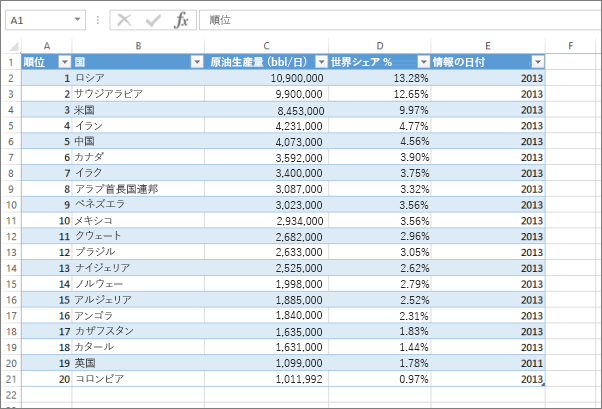 A1 fx 順位
A B C D E F
1 順位 国 原油生産量 (bbl/日) 世界シェア % 情報の日付
2 1 ロシア 10,900,000 13.28% 2013
3 2 サウジアラビア 9,900,000 12.65% 2013
4 3 米国 8,453,000 9.97% 2013
5 4 イラン 4,231,000 4.77% 2013
6 5 中国 4,073,000 4.56% 2013
7 6 カナダ 3,592,000 3.90% 2013
8 7 イラク 3,400,000 3.75% 2013
9 8 アラブ首長国連邦 3,087,000 3.32% 2013
10 9 ベネズエラ 3,023,000 3.56% 2013
11 10 メキシコ 2,934,000 3.56% 2013
12 11 クウェート 2,682,000 2.96% 2013
13 12 ブラジル 2,633,000 3.05% 2013
14 13 ナイジェリア 2,525,000 2.62% 2013
15 14 ノルウェー 1,998,000 2.79% 2013
16 15 アルジェリア 1,885,000 2.52% 2013
17 16 アンゴラ 1,840,000 2.31% 2013
18 17 カザフスタン 1,635,000 1.83% 2013
19 18 カタール 1,631,000 1.44% 2013
20 19 英国 1,099,000 1.78% 2011
21 20 コロンビア 1,011,992 0.97% 2013
22